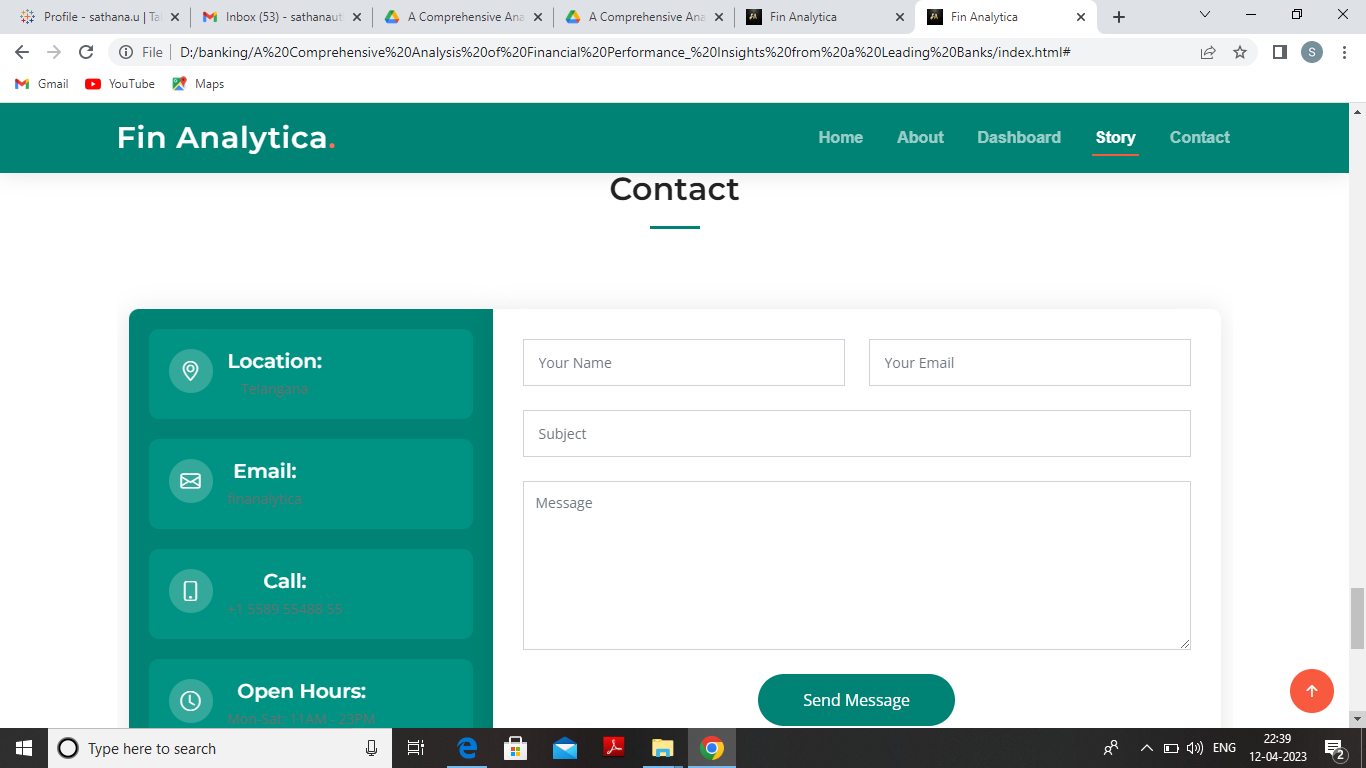 Profile - sathana.u | Ta
Inbox (53) - sathanaut
A Comprehensive Ana
A Comprehensive Ana
Fin Analytica
Fin Analytica
File D:/banking/A%20Comprehensive%20Analysis%20of%20Financial%20Performance_%20Insights%20from%20a%20Leading%20Banks/index.html#
S
Gmail YouTube Maps
Fin Analytica.
Home About Dashboard Story Contact
Contact
Location:
Telangana
Email:
finanalytica
Call:
+1 5589 55488 55
Open Hours:
Mon-Sat: 11AM - 23PM
Your Name
Your Email
Subject
Message
Send Message
Type here to search
ENG
22:39
12-04-2023
2